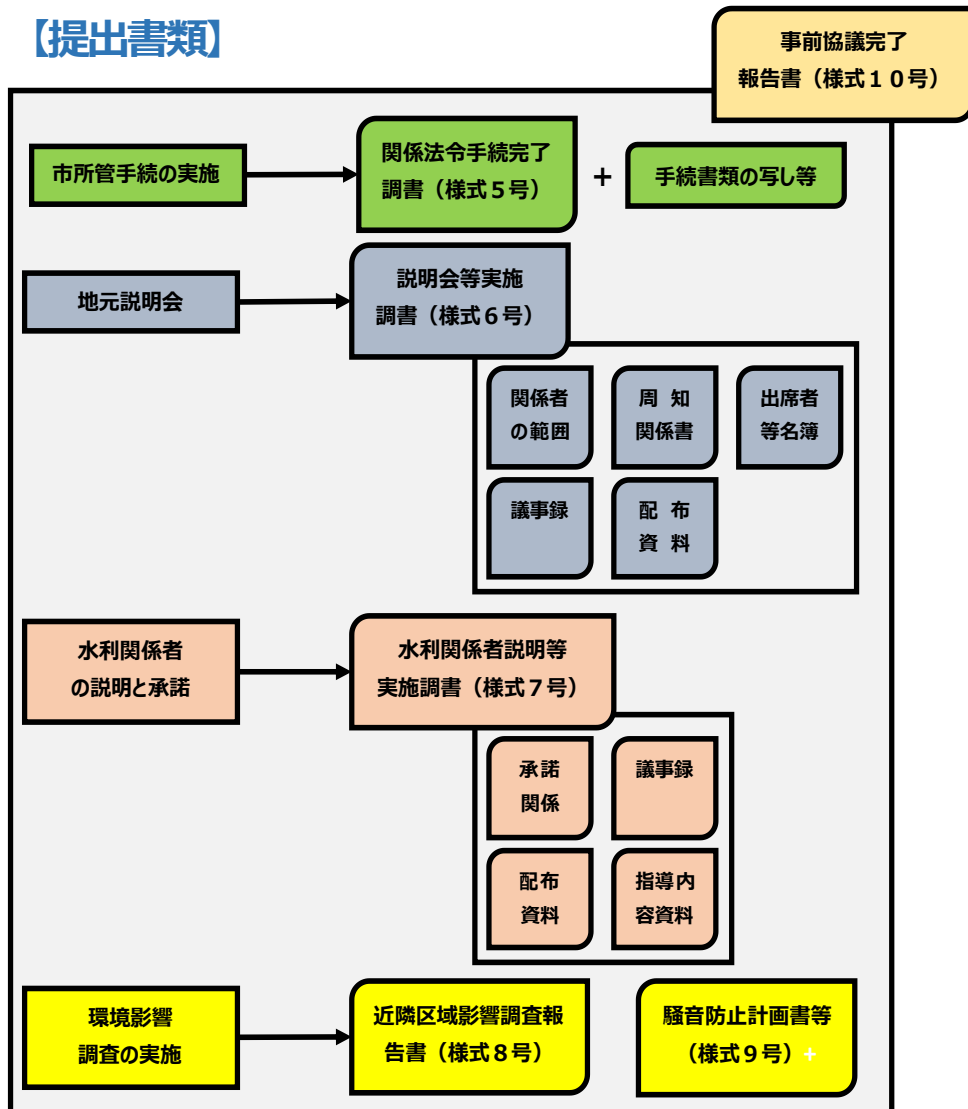 【提出書類】
事前協議完了
報告書（様式１０号）
市所管手続の実施
関係法令手続完了
調書（様式５号）
+
手続書類の写し等
地元説明会
説明会等実施
調書（様式６号）
関係者
の範囲
周 知
関係書
出席者
等名簿
議事録
配 布
資 料
水利関係者
の説明と承諾
水利関係者説明等
実施調書（様式７号）
承諾
関係
議事録
配布
資料
指導内
容資料
環境影響
調査の実施
近隣区域影響調査報
告書（様式８号）
騒音防止計画書等
（様式９号）+